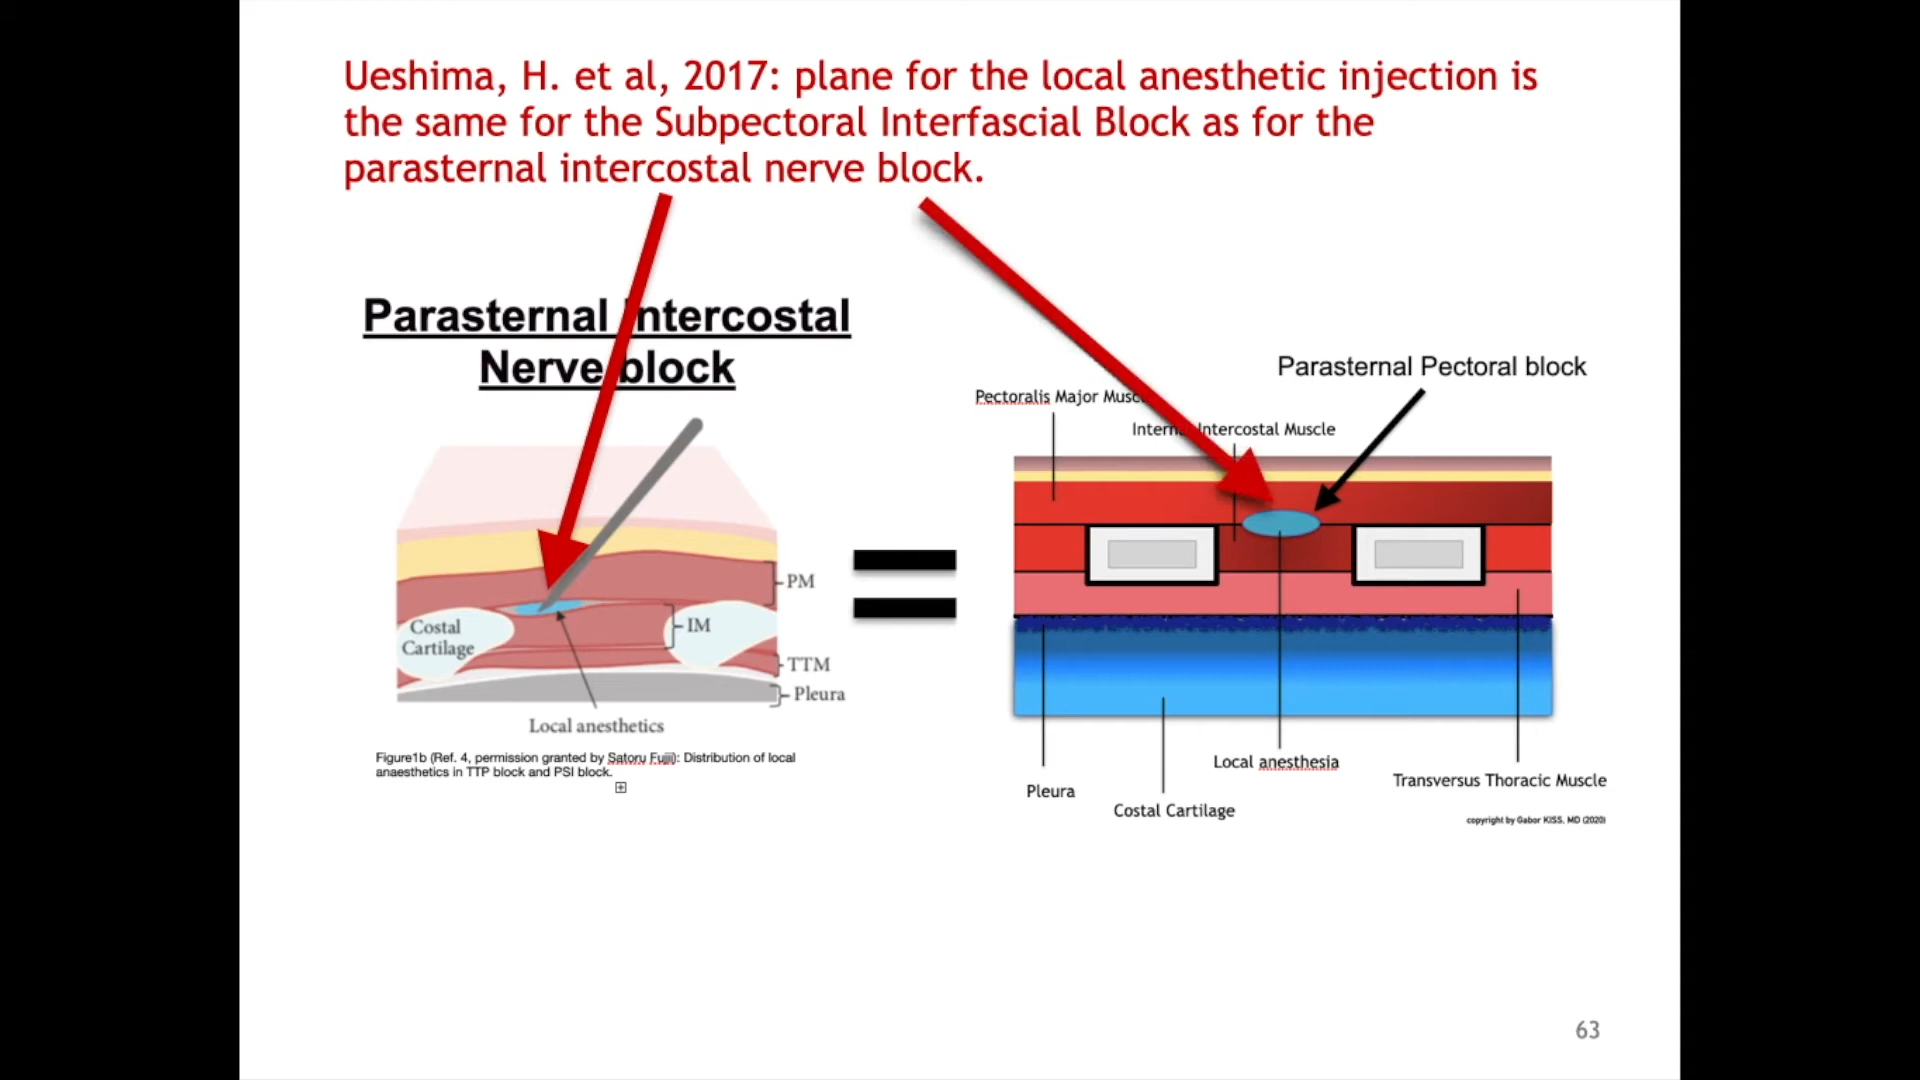 Ueshima, H. et al, 2017: plane for the local anesthetic injection is
the same for the Subpectoral Interfascial Block as for the
parasternal intercostal nerve block.
Parasternal Intercostal
Nerve block
Parasternal Pectoral block
Pectoralis Major Muscle
Internal Intercostal Muscle
PM
Costal
Cartilage
IM
TTM
Pleura
Local anesthetics
Figure1b (Ref. 4, permission granted by Satoru Fujii): Distribution of local
anaesthetics in TTP block and PSI block.
Local anesthesia
Transversus Thoracic Muscle
Pleura
Costal Cartilage
copyright by Gabor KISS, MD (2020)
63